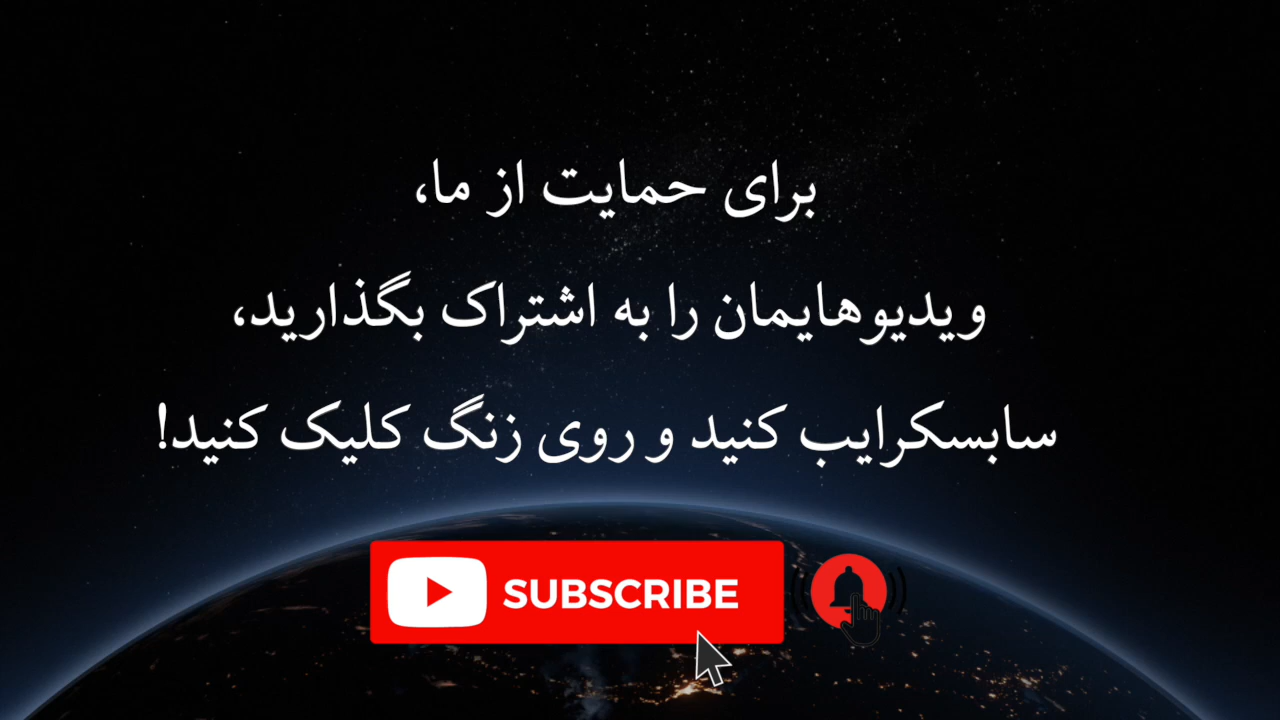 برای حمایت از ما،
ویدیوهایمان را به اشتراک بگذارید،
سابسکرایب کنید و روی زنگ کلیک کنید!
SUBSCRIBE